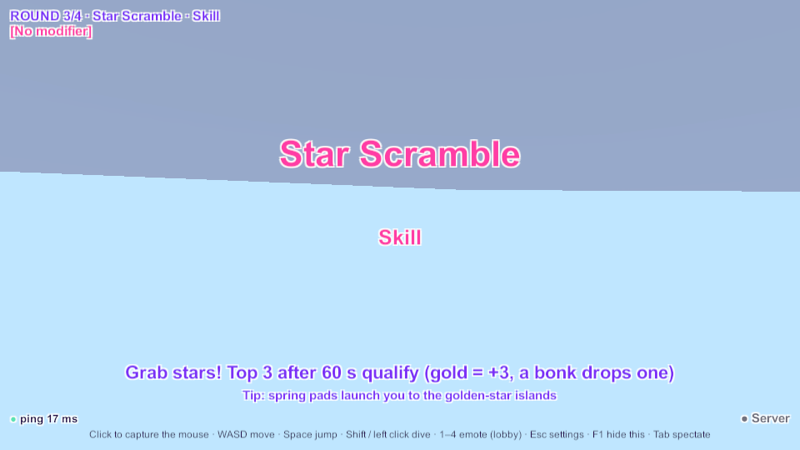 ROUND 3/4 · Star Scramble · Skill
[No modifier]
Star Scramble
Skill
Grab stars! Top 3 after 60 s qualify (gold = +3, a bonk drops one)
Tip: spring pads launch you to the golden-star islands
ping 17 ms
Server
Click to capture the mouse · WASD move · Space jump · Shift / left click dive · 1–4 emote (lobby) · Esc settings · F1 hide this · Tab spectate